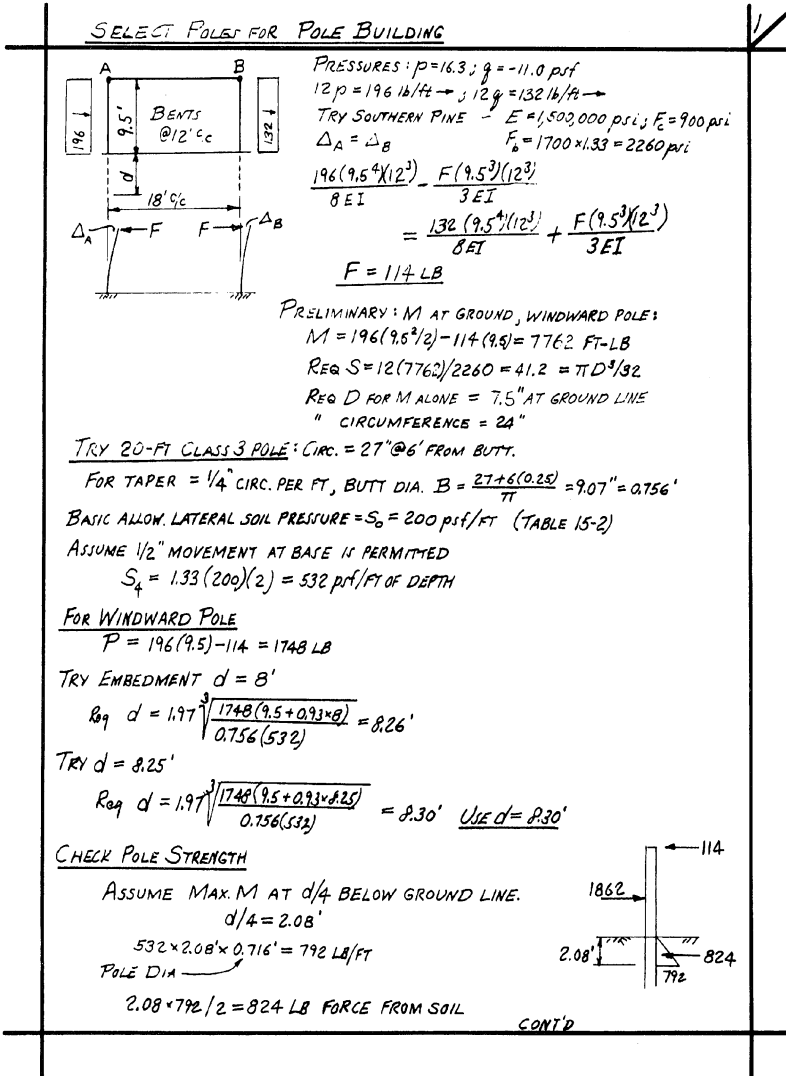 SELECT POLES FOR POLE BUILDING
1
A B
196
9.5'
BENTS
@12' c.c
132
d
18' c/c
ΔA F F ΔB
PRESSURES: p=16.3; q = -11.0 psf
12p = 196 lb/ft → ; 12q = 132 lb/ft →
TRY SOUTHERN PINE - E = 1,500,000 psi; Fc = 900 psi
ΔA = ΔB Fb = 1700 x 1.33 = 2260 psi
196(9.5⁴)(12³)/8EI - F(9.5³)(12³)/3EI
= 132(9.5⁴)(12³)/8EI + F(9.5³)(12³)/3EI
F = 114 LB
PRELIMINARY: M AT GROUND, WINDWARD POLE:
M = 196(9.5²/2) - 114(9.5) = 7762 FT-LB
REQ S = 12(7762)/2260 = 41.2 = πD³/32
REQ D FOR M ALONE = 7.5" AT GROUND LINE
" CIRCUMFERENCE = 24"
TRY 20-FT CLASS 3 POLE: CIRC. = 27" @ 6' FROM BUTT.
FOR TAPER = 1/4" CIRC. PER FT, BUTT DIA. B = 27+6(0.25)/π = 9.07" = 0.756'
BASIC ALLOW. LATERAL SOIL PRESSURE = So = 200 psf/FT (TABLE 15-2)
ASSUME 1/2" MOVEMENT AT BASE IS PERMITTED
S4 = 1.33(200)(2) = 532 psf/FT OF DEPTH
FOR WINDWARD POLE
P = 196(9.5) - 114 = 1748 LB
TRY EMBEDMENT d = 8'
Req d = 1.97 ∛1748(9.5+0.93×8)/0.756(532) = 8.26'
TRY d = 8.25'
Req d = 1.97 ∛1748(9.5+0.93×8.25)/0.756(532) = 8.30' USE d = 8.30'
CHECK POLE STRENGTH
ASSUME MAX. M AT d/4 BELOW GROUND LINE.
d/4 = 2.08'
532 × 2.08' × 0.716' = 792 LB/FT
POLE DIA
2.08 × 792/2 = 824 LB FORCE FROM SOIL
114
1862
2.08'
824
792
CONT'D